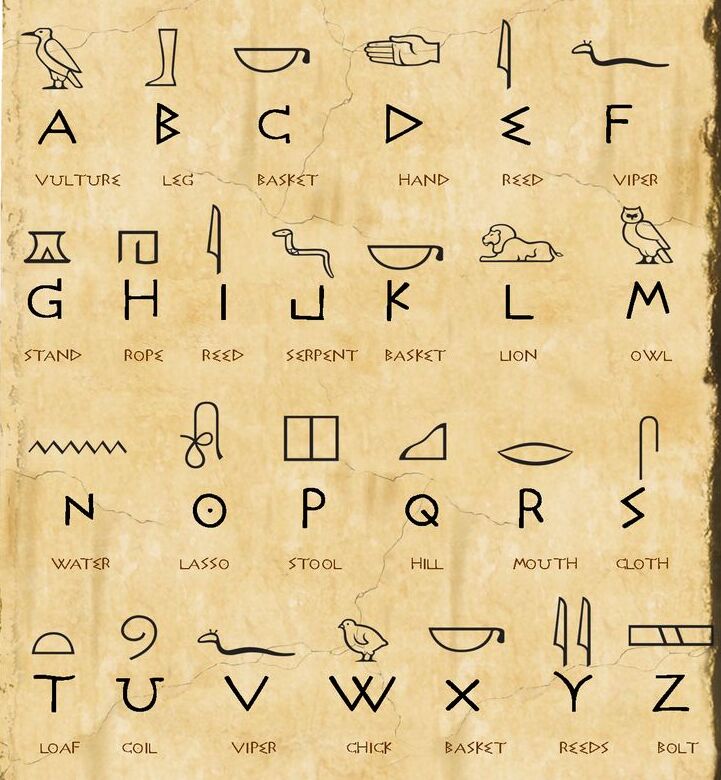 A B C D E F
VULTURE LEG BASKET HAND REED VIPER
G H I J K L M
STAND ROPE REED SERPENT BASKET LION OWL
N O P Q R S
WATER LASSO STOOL HILL MOUTH CLOTH
T U V W X Y Z
LOAF COIL VIPER CHICK BASKET REEDS BOLT